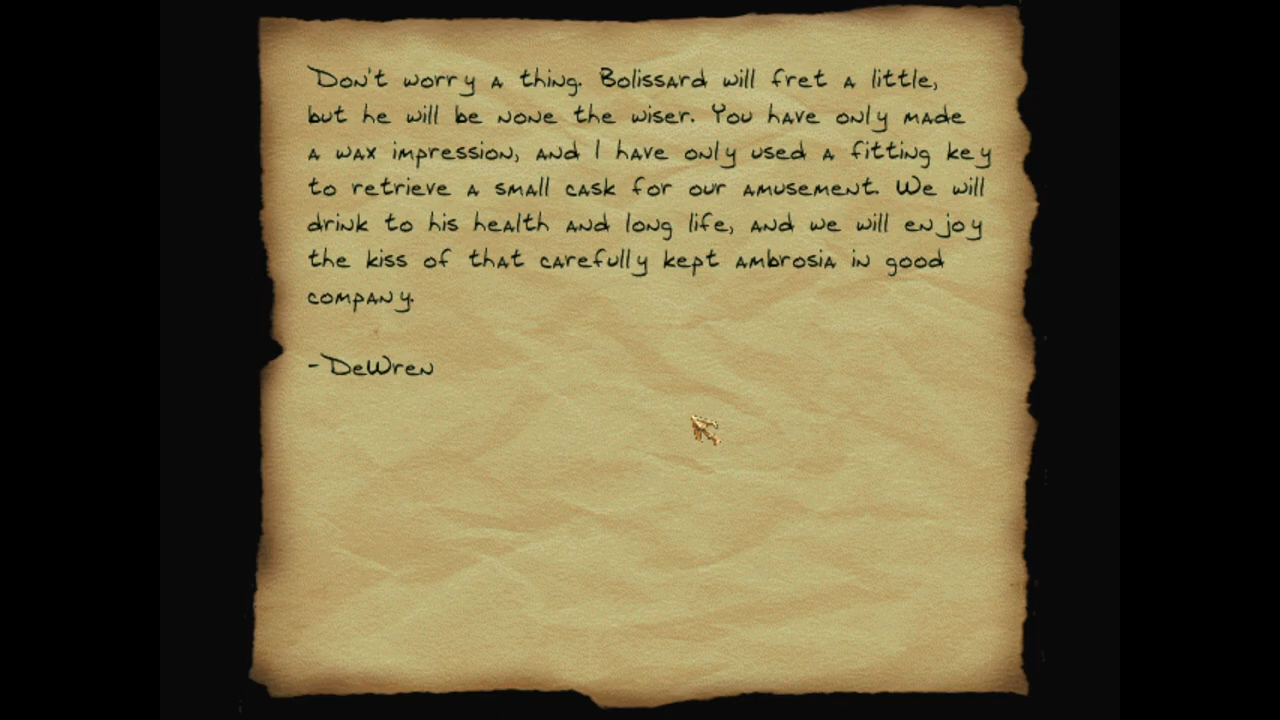 Don't worry a thing. Bolissard will fret a little,
but he will be none the wiser. You have only made
a wax impression, and I have only used a fitting key
to retrieve a small cask for our amusement. We will
drink to his health and long life, and we will enjoy
the kiss of that carefully kept ambrosia in good
company.
-DeWren